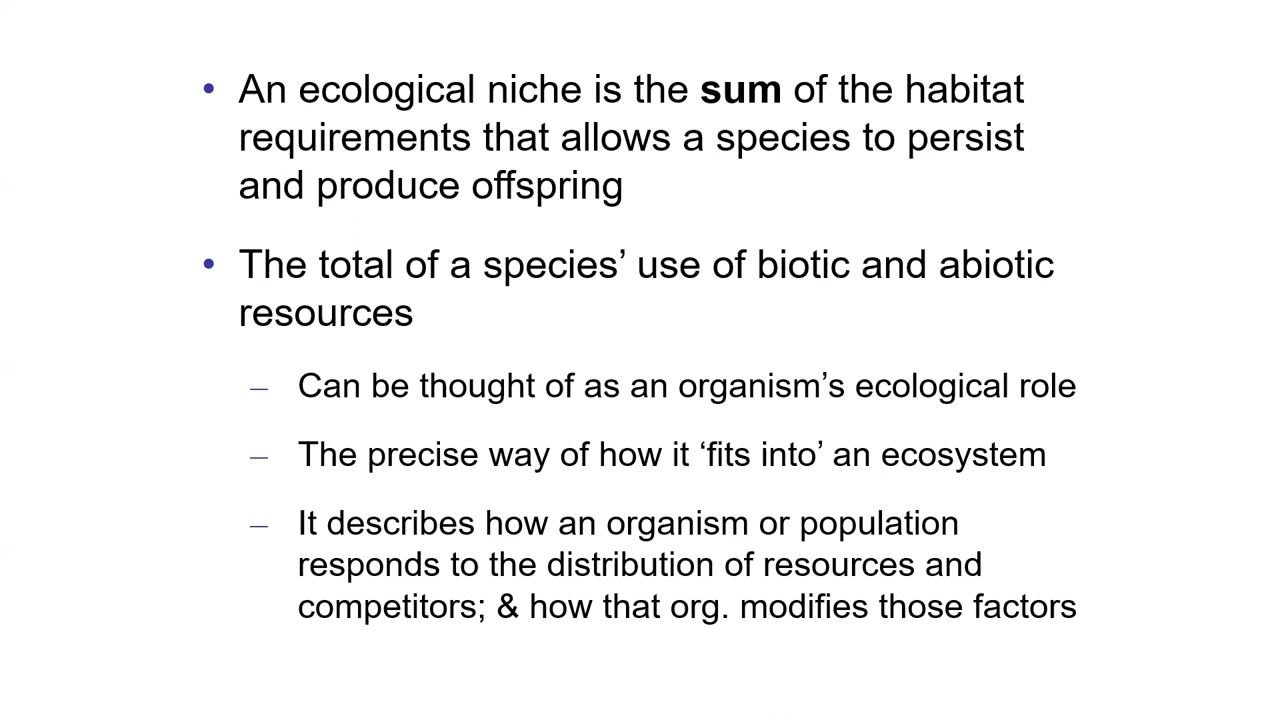 • An ecological niche is the sum of the habitat
requirements that allows a species to persist
and produce offspring
• The total of a species’ use of biotic and abiotic
resources
– Can be thought of as an organism’s ecological role
– The precise way of how it ‘fits into’ an ecosystem
– It describes how an organism or population
responds to the distribution of resources and
competitors; & how that org. modifies those factors